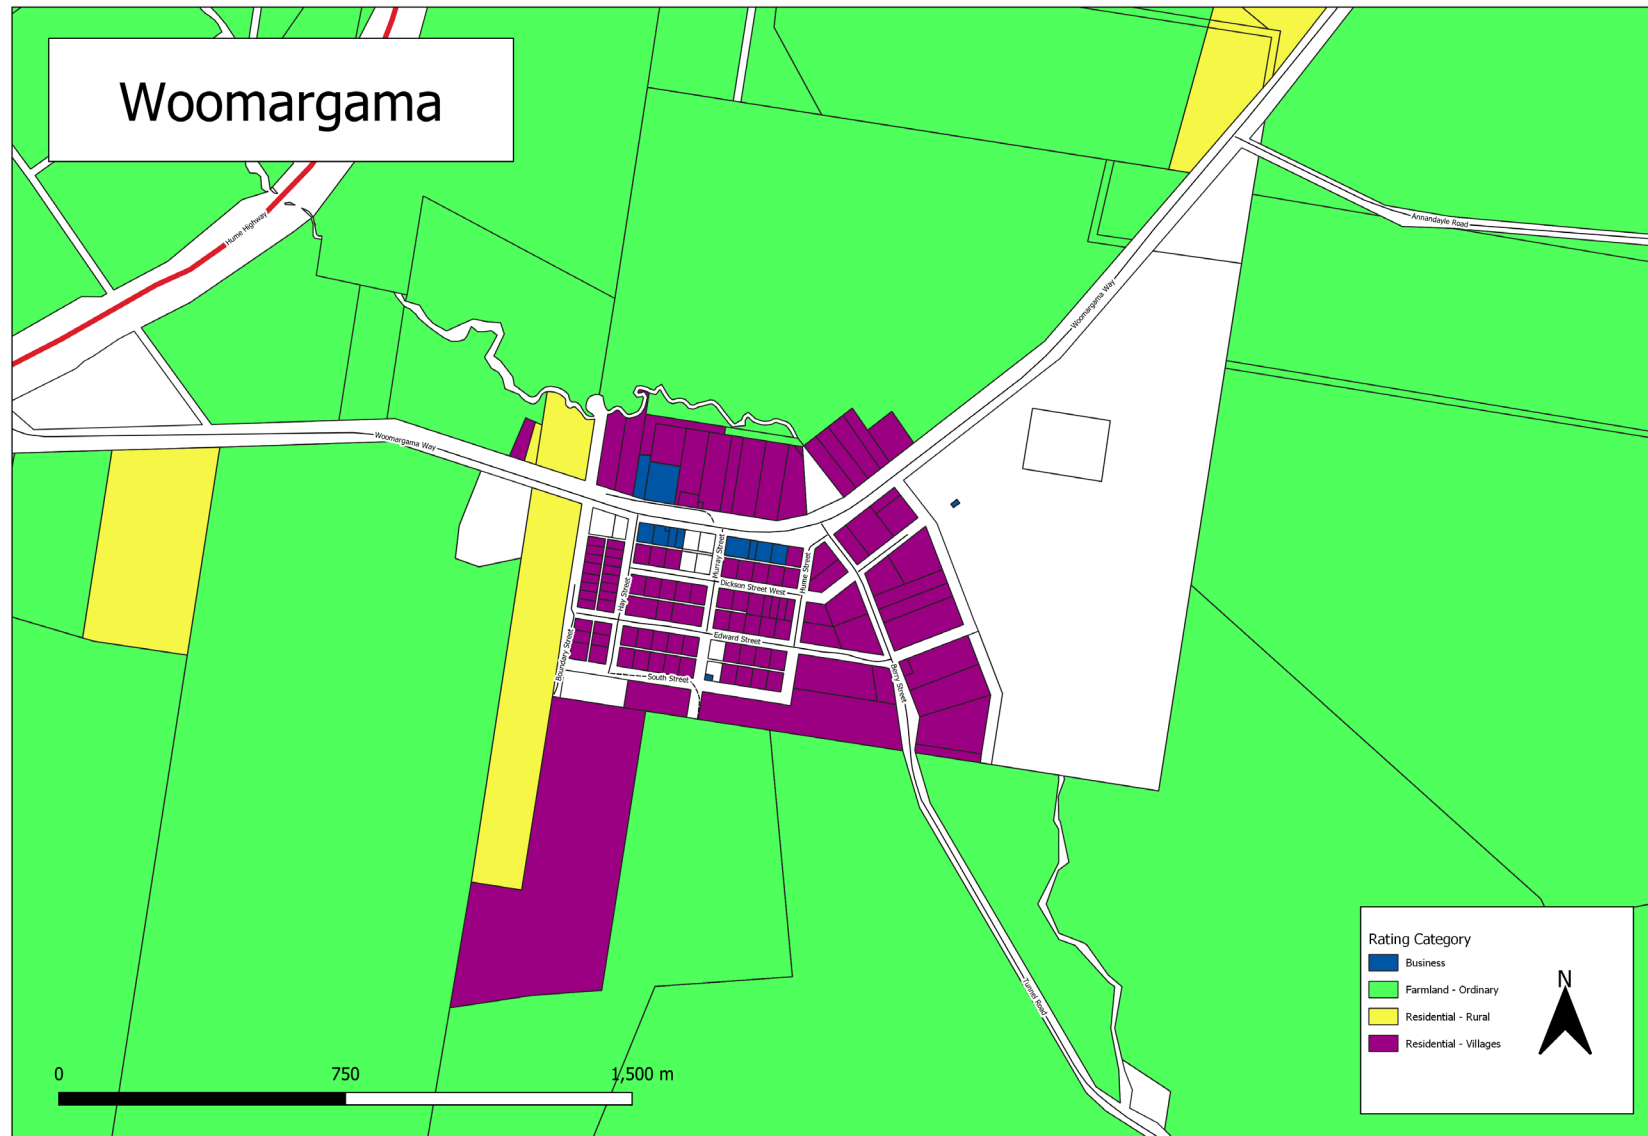 Woomargama
Hume Highway
Annandayle Road
Woomargama Way
Woomargama Way
Murray Street
Hume Street
Dickson Street West
Hay Street
Edward Street
Boundary Street
South Street
Berry Street
Tunnel Road
Rating Category
Business
Farmland - Ordinary
Residential - Rural
Residential - Villages
N
0 750 1,500 m